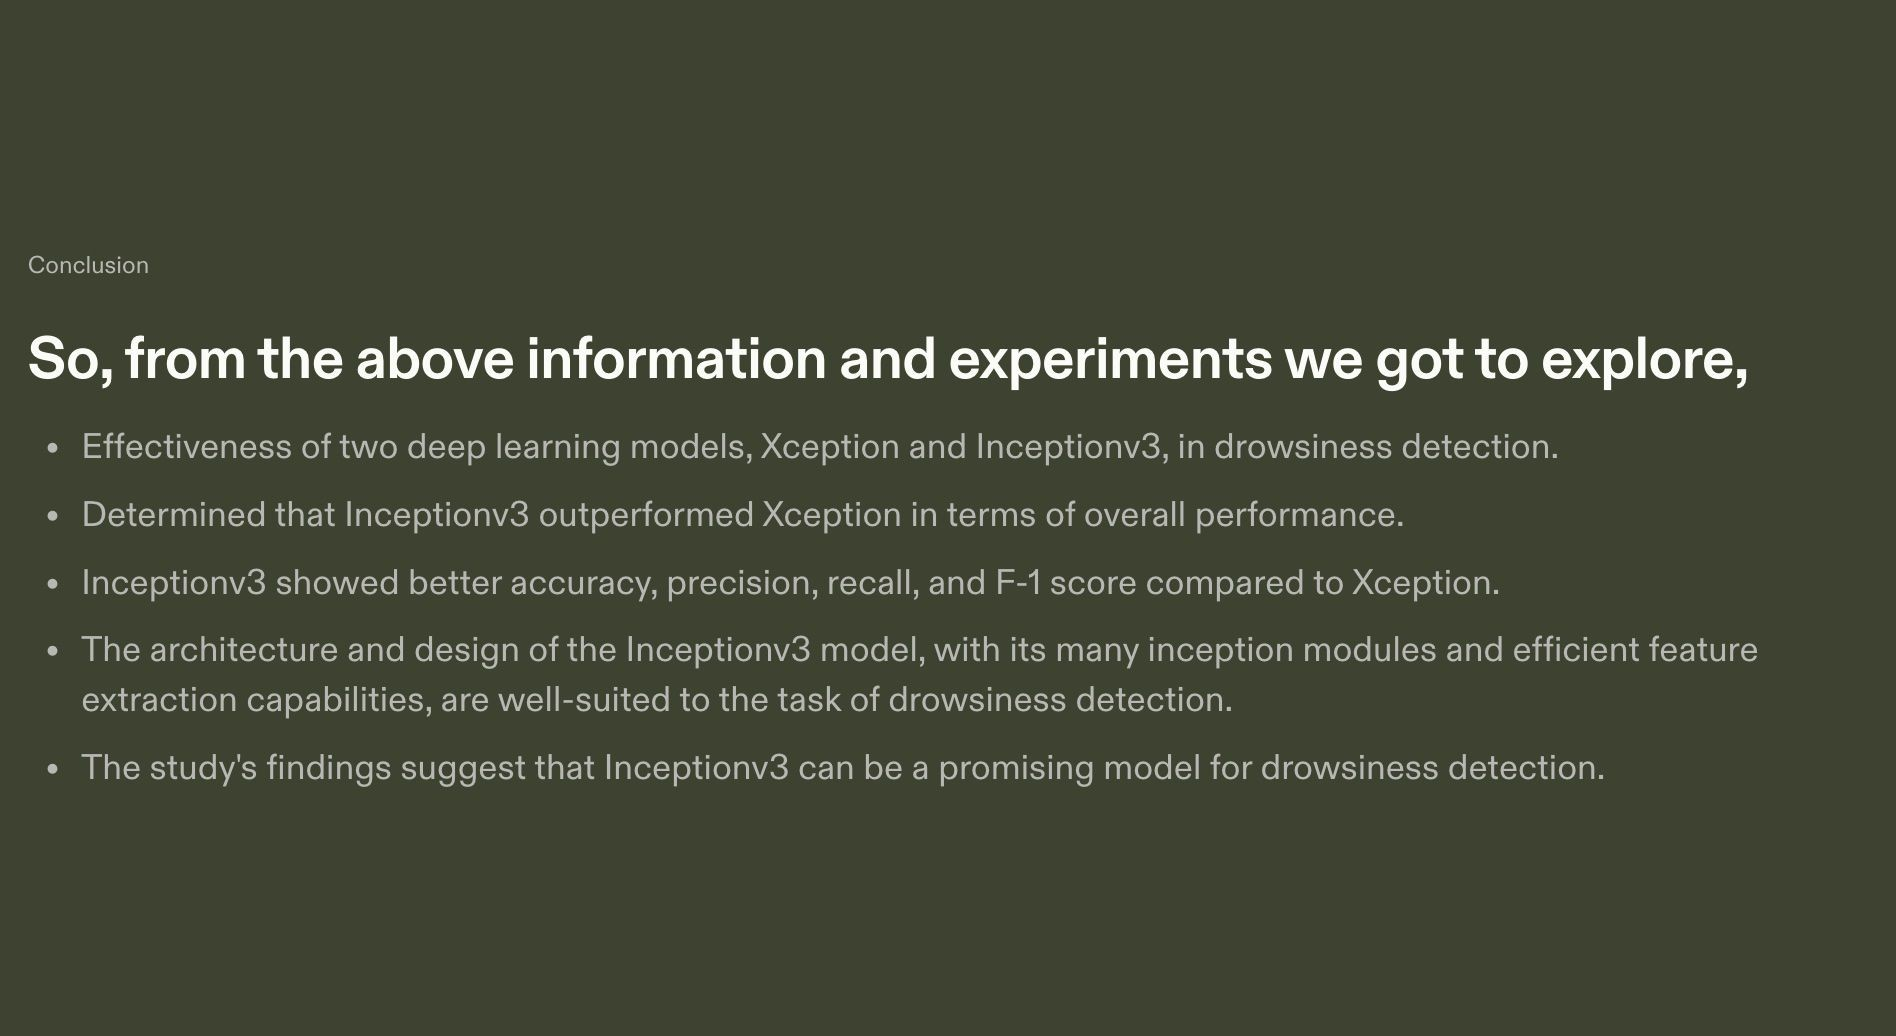 Conclusion
So, from the above information and experiments we got to explore,
• Effectiveness of two deep learning models, Xception and Inceptionv3, in drowsiness detection.
• Determined that Inceptionv3 outperformed Xception in terms of overall performance.
• Inceptionv3 showed better accuracy, precision, recall, and F-1 score compared to Xception.
• The architecture and design of the Inceptionv3 model, with its many inception modules and efficient feature
extraction capabilities, are well-suited to the task of drowsiness detection.
• The study's findings suggest that Inceptionv3 can be a promising model for drowsiness detection.